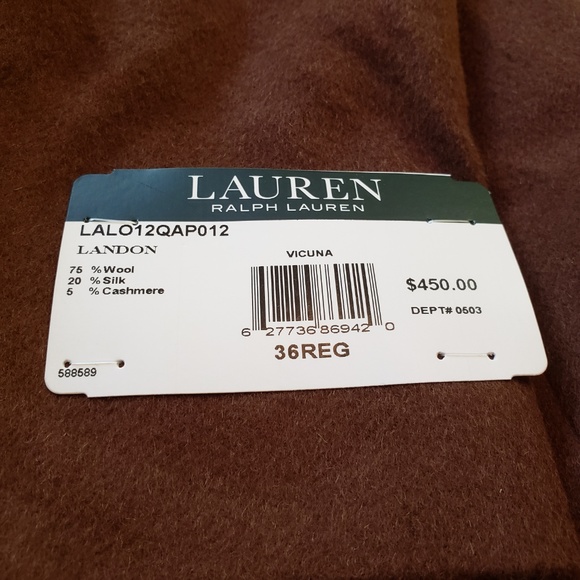 LAUREN
RALPH LAUREN
LALO12QAP012
LANDON
75 % Wool
20 % Silk
5 % Cashmere
VICUNA
6 27736 86942 0
36REG
$450.00
DEPT# 0503
588589